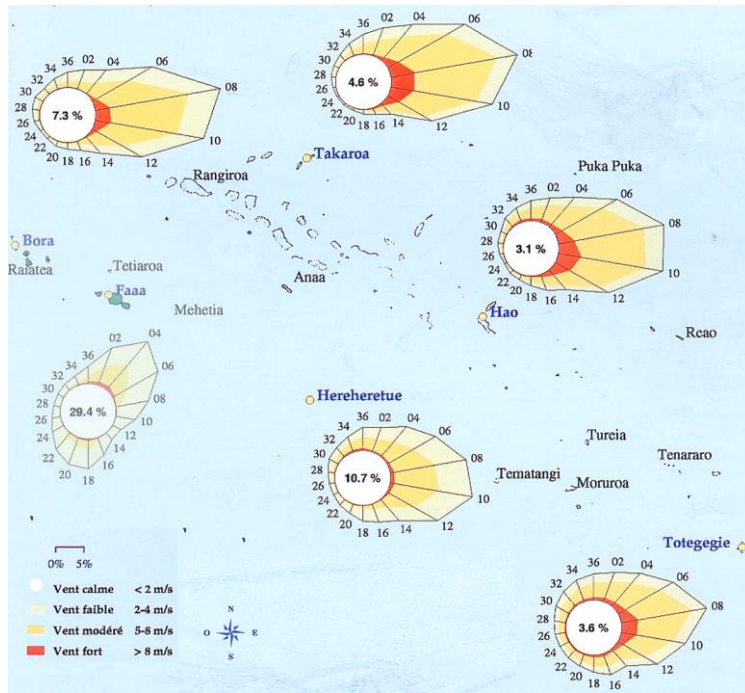 36 02 04 06 08 10 12 14 16 18 20 22 24 26 28 30 32 34
7.3 %
36 02 04 06 08 10 12 14 16 18 20 22 24 26 28 30 32 34
4.6 %
Takaroa
Rangiroa
Puka Puka
36 02 04 06 08 10 12 14 16 18 20 22 24 26 28 30 32 34
3.1 %
Bora
Raiatea
Tetiaroa
Faaa
Anaa
Mehetia
Hao
Reao
36 02 04 06 08 10 12 14 16 18 20 22 24 26 28 30 32 34
29.4 %
Hereheretue
36 02 04 06 08 10 12 14 16 18 20 22 24 26 28 30 32 34
10.7 %
Tureia
Tenararo
Tematangi
Moruroa
Totegegie
36 02 04 06 08 10 12 14 16 18 20 22 24 26 28 30 32 34
3.6 %
0% 5%
Vent calme < 2 m/s
Vent faible 2-4 m/s
Vent modéré 5-8 m/s
Vent fort > 8 m/s
N
O E
S